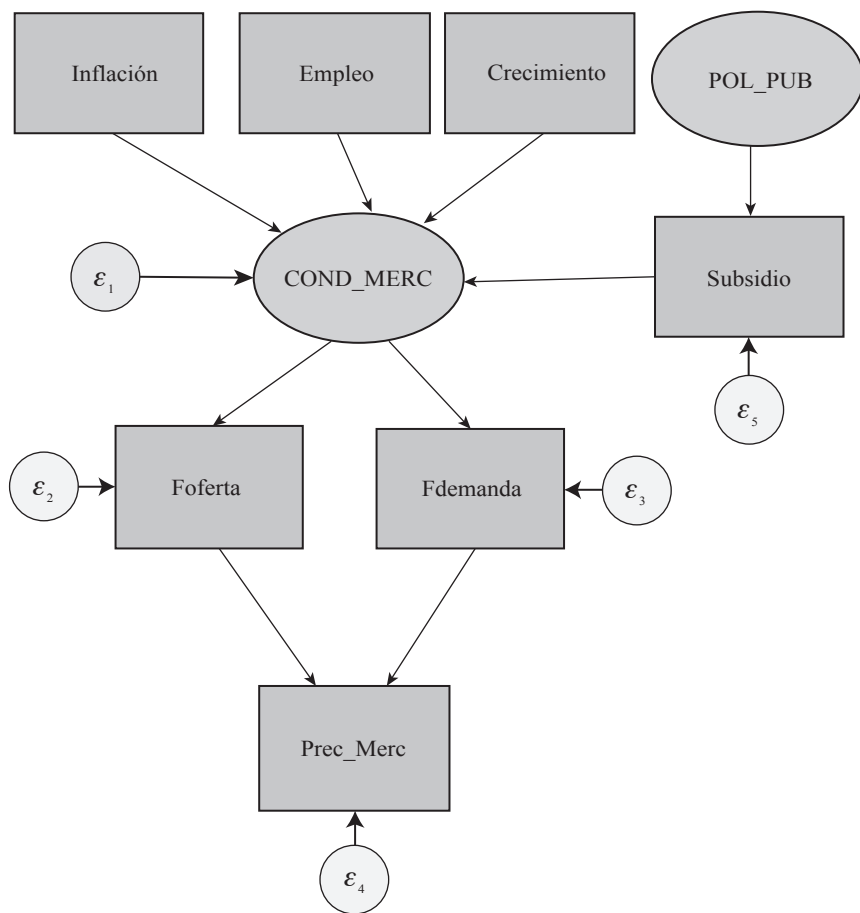 Inflación
Empleo
Crecimiento
POL_PUB
ε1
COND_MERC
Subsidio
ε5
ε2
Foferta
Fdemanda
ε3
Prec_Merc
ε4